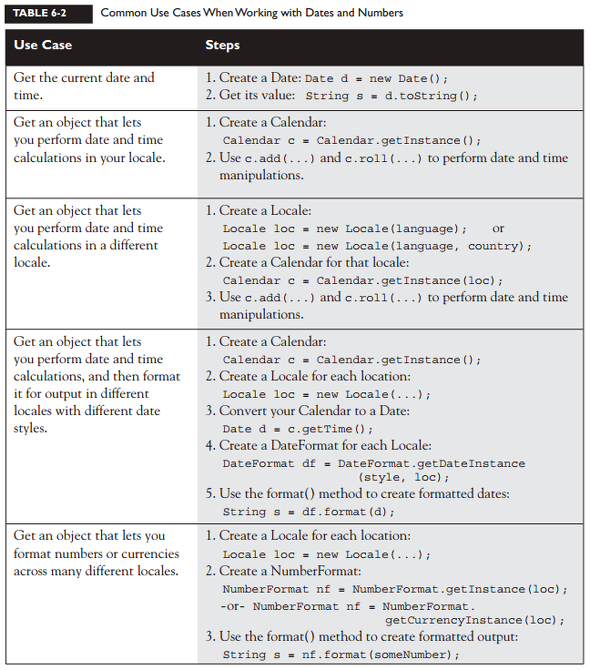 TABLE 6-2 Common Use Cases When Working with Dates and Numbers
Use Case Steps
Get the current date and
time.
1. Create a Date: Date d = new Date();
2. Get its value: String s = d.toString();
Get an object that lets
you perform date and time
calculations in your locale.
1. Create a Calendar:
Calendar c = Calendar.getInstance();
2. Use c.add(...) and c.roll(...) to perform date and time
manipulations.
Get an object that lets
you perform date and time
calculations in a different
locale.
1. Create a Locale:
Locale loc = new Locale(language); or
Locale loc = new Locale(language, country);
2. Create a Calendar for that locale:
Calendar c = Calendar.getInstance(loc);
3. Use c.add(...) and c.roll(...) to perform date and time
manipulations.
Get an object that lets
you perform date and time
calculations, and then format
it for output in different
locales with different date
styles.
1. Create a Calendar:
Calendar c = Calendar.getInstance();
2. Create a Locale for each location:
Locale loc = new Locale(...);
3. Convert your Calendar to a Date:
Date d = c.getTime();
4. Create a DateFormat for each Locale:
DateFormat df = DateFormat.getDateInstance
(style, loc);
5. Use the format() method to create formatted dates:
String s = df.format(d);
Get an object that lets you
format numbers or currencies
across many different locales.
1. Create a Locale for each location:
Locale loc = new Locale(...);
2. Create a NumberFormat:
NumberFormat nf = NumberFormat.getInstance(loc);
-or- NumberFormat nf = NumberFormat.
getCurrencyInstance(loc);
3. Use the format() method to create formatted output:
String s = nf.format(someNumber);